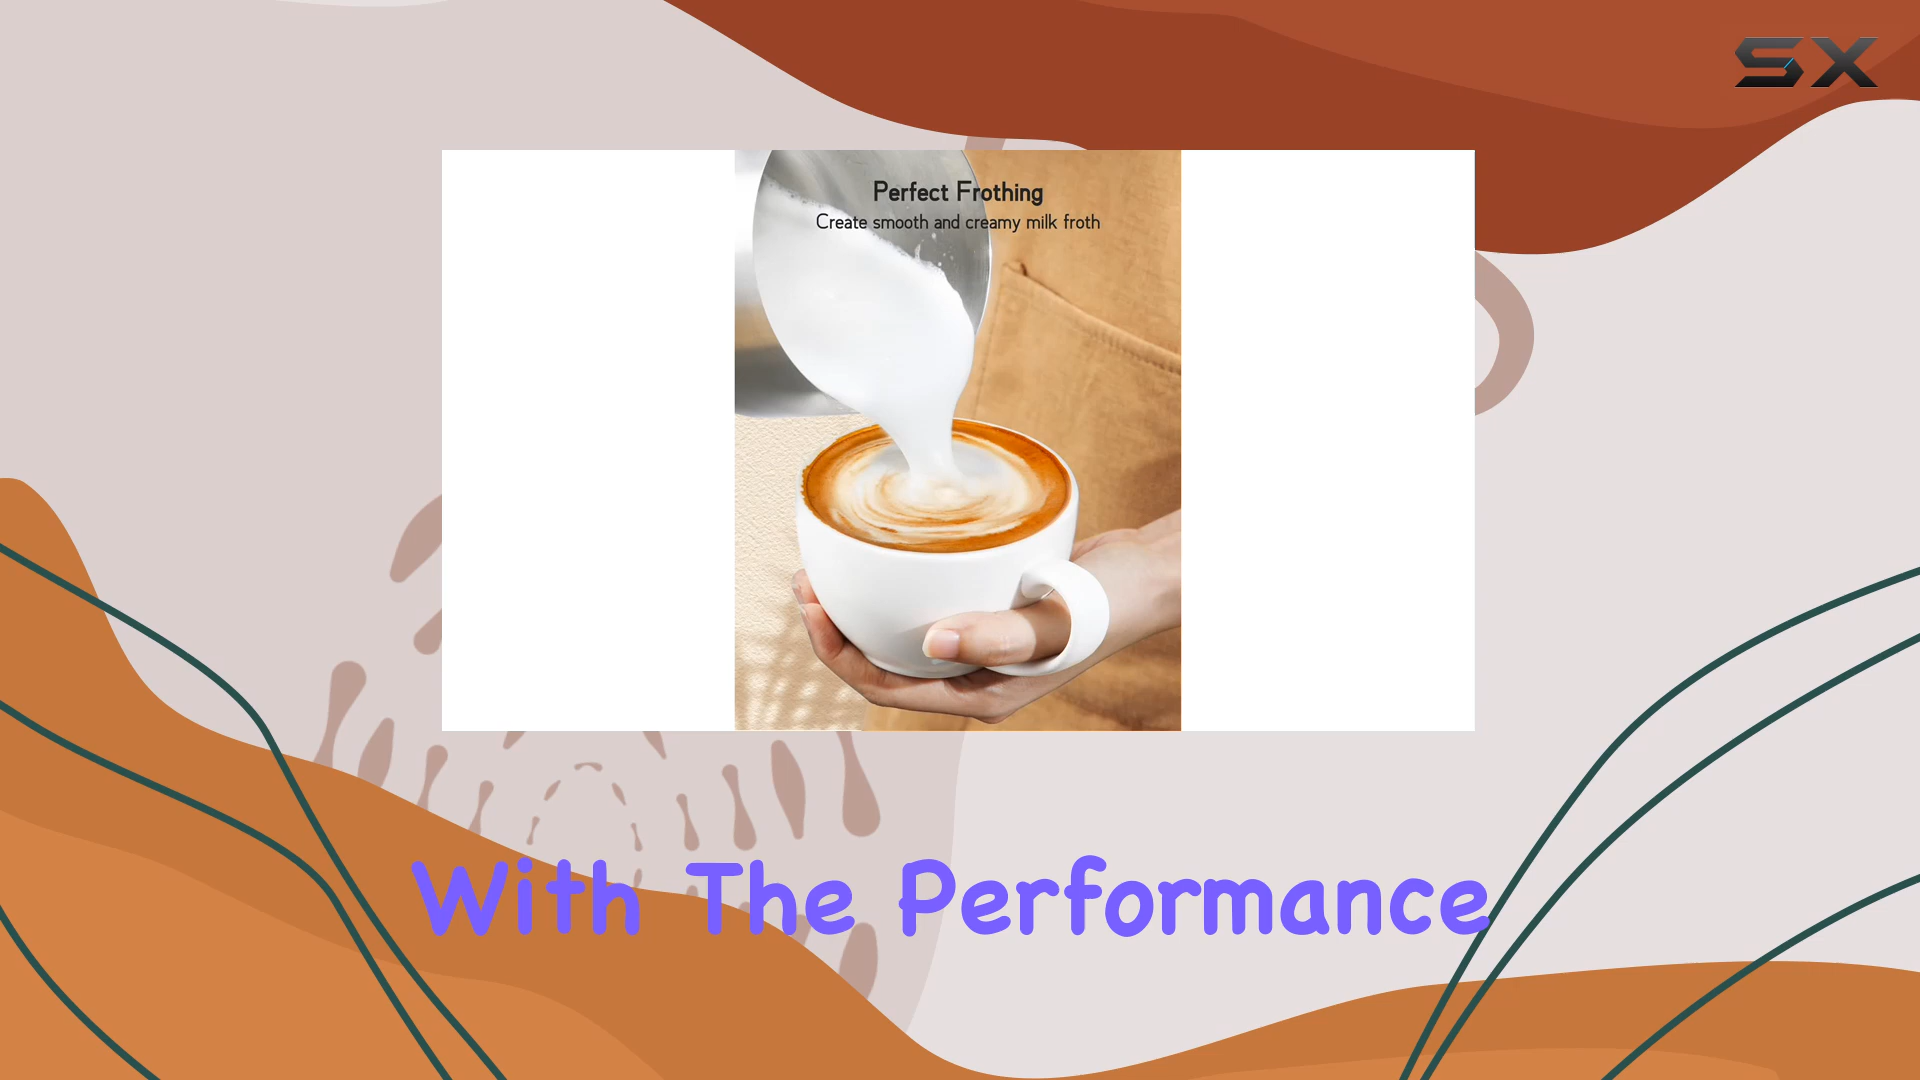 SX
Perfect Frothing
Create smooth and creamy milk froth
With The Performance